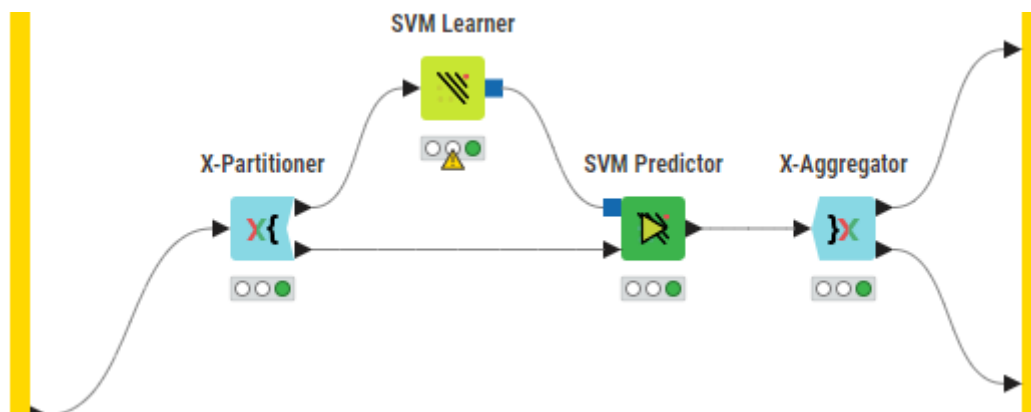 SVM Learner
X-Partitioner
SVM Predictor
X-Aggregator
X{
}X